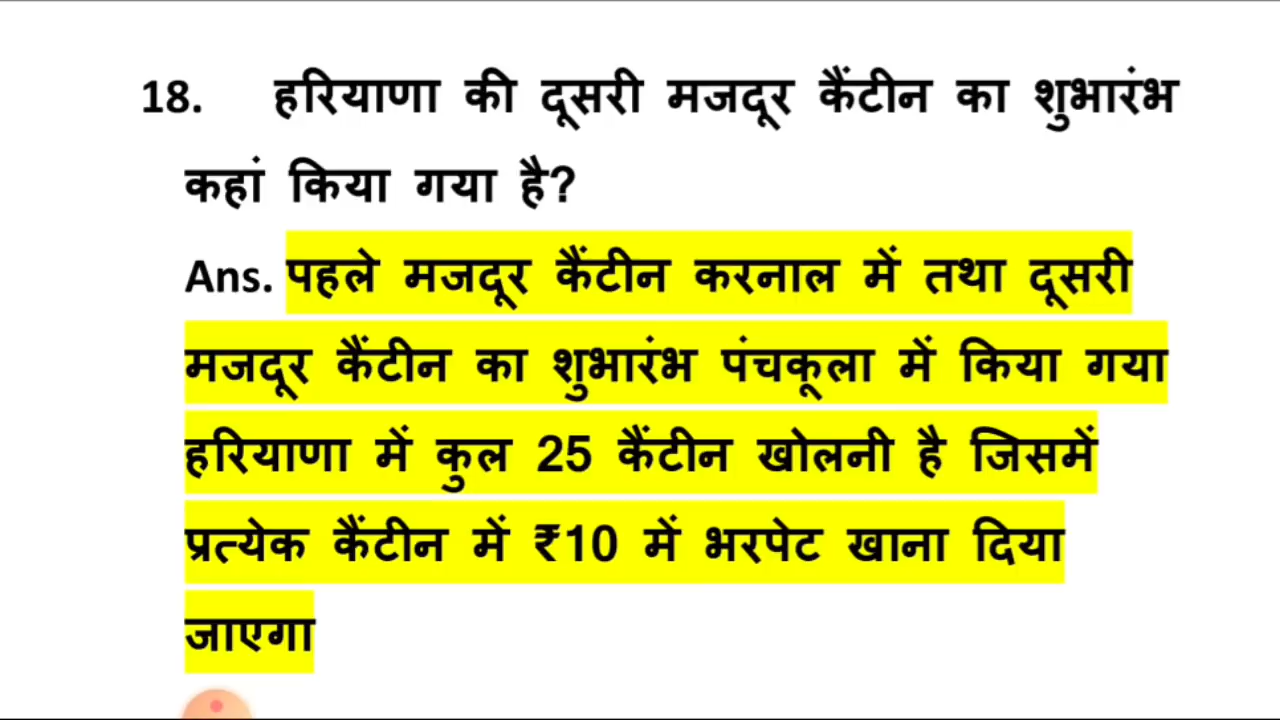 18. हरियाणा की दूसरी मजदूर कैंटीन का शुभारंभ
कहां किया गया है?
Ans. पहले मजदूर कैंटीन करनाल में तथा दूसरी
मजदूर कैंटीन का शुभारंभ पंचकूला में किया गया
हरियाणा में कुल 25 कैंटीन खोलनी है जिसमें
प्रत्येक कैंटीन में ₹10 में भरपेट खाना दिया
जाएगा